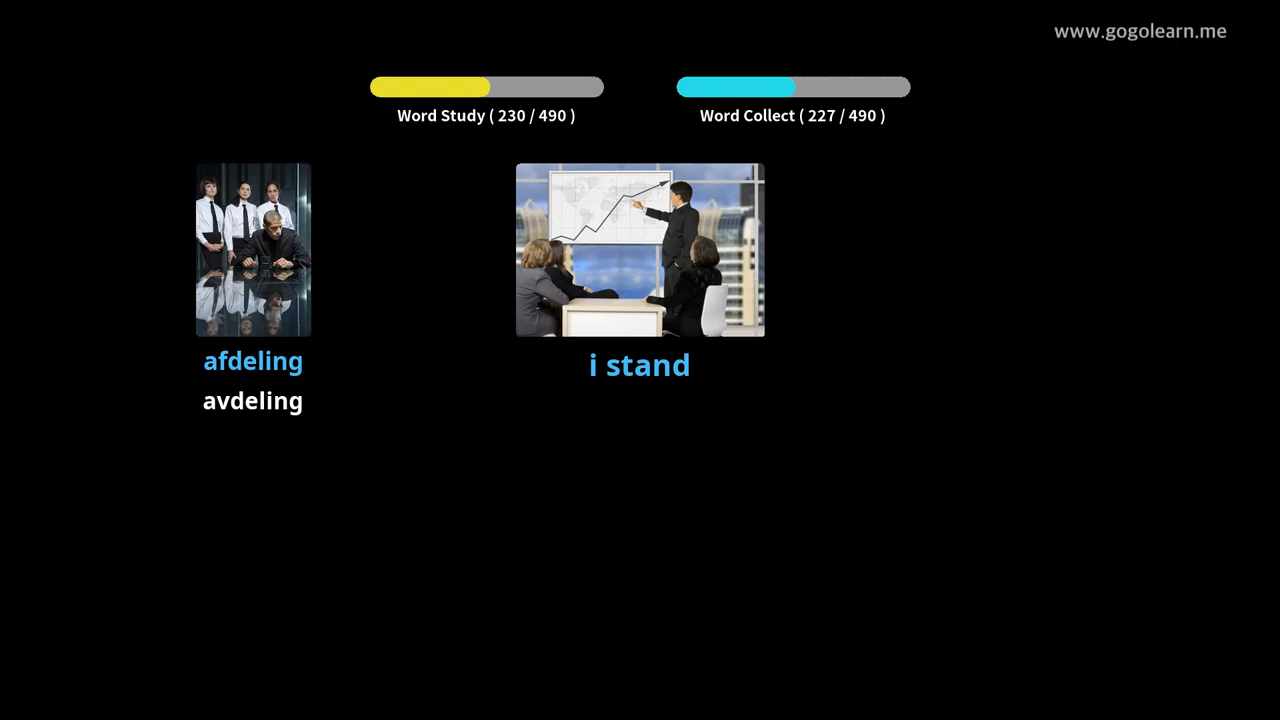 www.gogolearn.me
Word Study ( 230 / 490 )
Word Collect ( 227 / 490 )
afdeling
avdeling
i stand